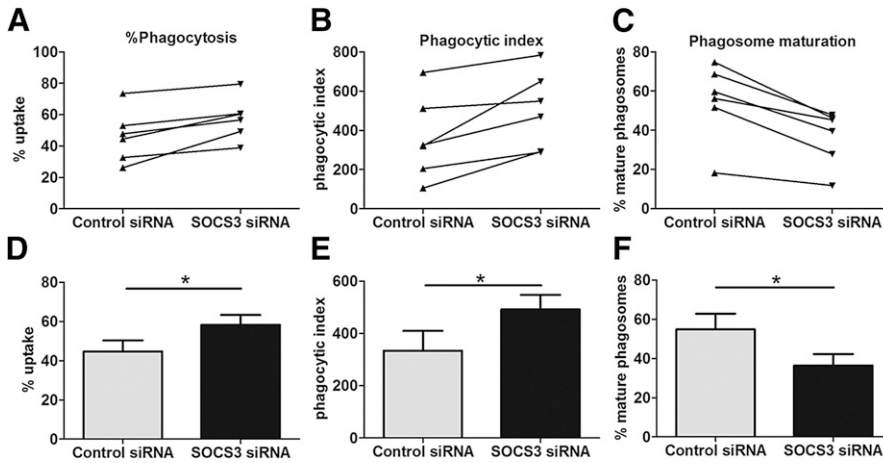 A
%Phagocytosis
% uptake
100
80
60
40
20
0
Control siRNA SOCS3 siRNA
B
Phagocytic index
phagocytic index
800
600
400
200
0
Control siRNA SOCS3 siRNA
C
Phagosome maturation
% mature phagosomes
80
60
40
20
0
Control siRNA SOCS3 siRNA
D
% uptake
80
60
40
20
0
*
Control siRNA SOCS3 siRNA
E
phagocytic index
600
400
200
0
*
Control siRNA SOCS3 siRNA
F
% mature phagosomes
80
60
40
20
0
*
Control siRNA SOCS3 siRNA